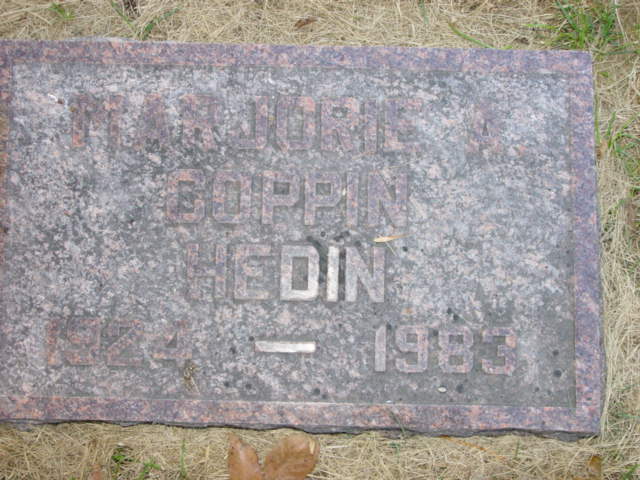 MARJORIE A.
COPPIN
HEDIN
1924 — 1983